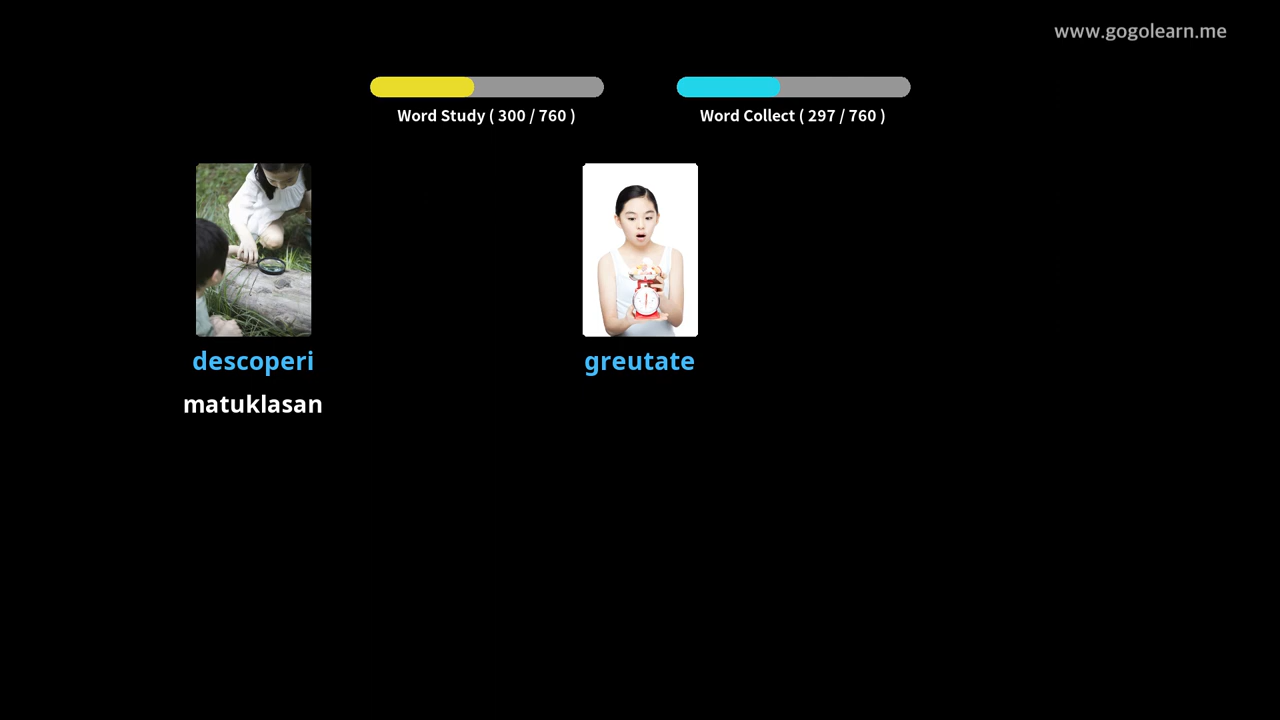 www.gogolearn.me
Word Study ( 300 / 760 )
Word Collect ( 297 / 760 )
descoperi
matuklasan
greutate